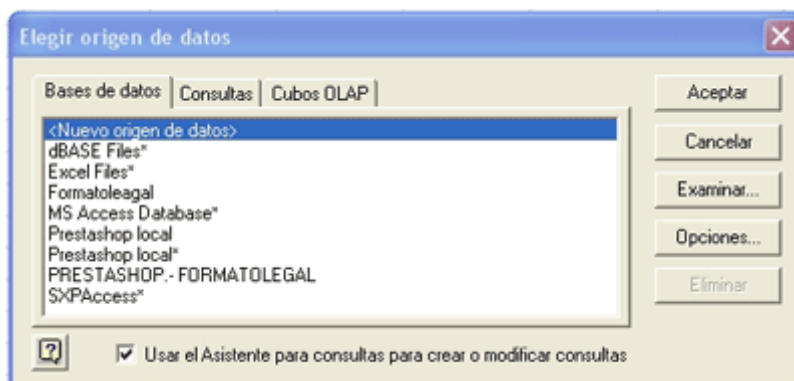 Elegir origen de datos
Bases de datos Consultas Cubos OLAP
<Nuevo origen de datos>
dBASE Files*
Excel Files*
Formatoleagal
MS Access Database*
Prestashop local
Prestashop local*
PRESTASHOP.- FORMATOLEGAL
SXPAccess*
Aceptar
Cancelar
Examinar...
Opciones...
Eliminar
? Usar el Asistente para consultas para crear o modificar consultas